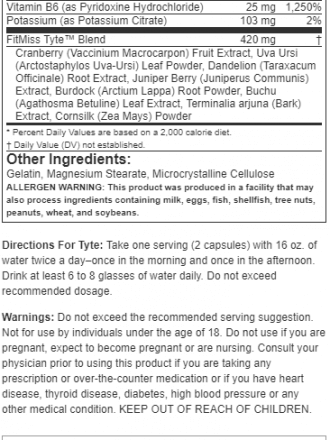 Vitamin B6 (as Pyridoxine Hydrochloride) 25 mg 1,250%
Potassium (as Potassium Citrate) 103 mg 2%
FitMiss Tyte™ Blend 420 mg †
Cranberry (Vaccinium Macrocarpon) Fruit Extract, Uva Ursi
(Arctostaphylos Uva-Ursi) Leaf Powder, Dandelion (Taraxacum
Officinale) Root Extract, Juniper Berry (Juniperus Communis)
Extract, Burdock (Arctium Lappa) Root Powder, Buchu
(Agathosma Betuline) Leaf Extract, Terminalia arjuna (Bark)
Extract, Cornsilk (Zea Mays) Powder
* Percent Daily Values are based on a 2,000 calorie diet.
† Daily Value (DV) not established.
Other Ingredients:
Gelatin, Magnesium Stearate, Microcrystalline Cellulose
ALLERGEN WARNING: This product was produced in a facility that may
also process ingredients containing milk, eggs, fish, shellfish, tree nuts,
peanuts, wheat, and soybeans.
Directions For Tyte: Take one serving (2 capsules) with 16 oz. of
water twice a day–once in the morning and once in the afternoon.
Drink at least 6 to 8 glasses of water daily. Do not exceed
recommended dosage.
Warnings: Do not exceed the recommended serving suggestion.
Not for use by individuals under the age of 18. Do not use if you are
pregnant, expect to become pregnant or are nursing. Consult your
physician prior to using this product if you are taking any
prescription or over-the-counter medication or if you have heart
disease, thyroid disease, diabetes, high blood pressure or any
other medical condition. KEEP OUT OF REACH OF CHILDREN.